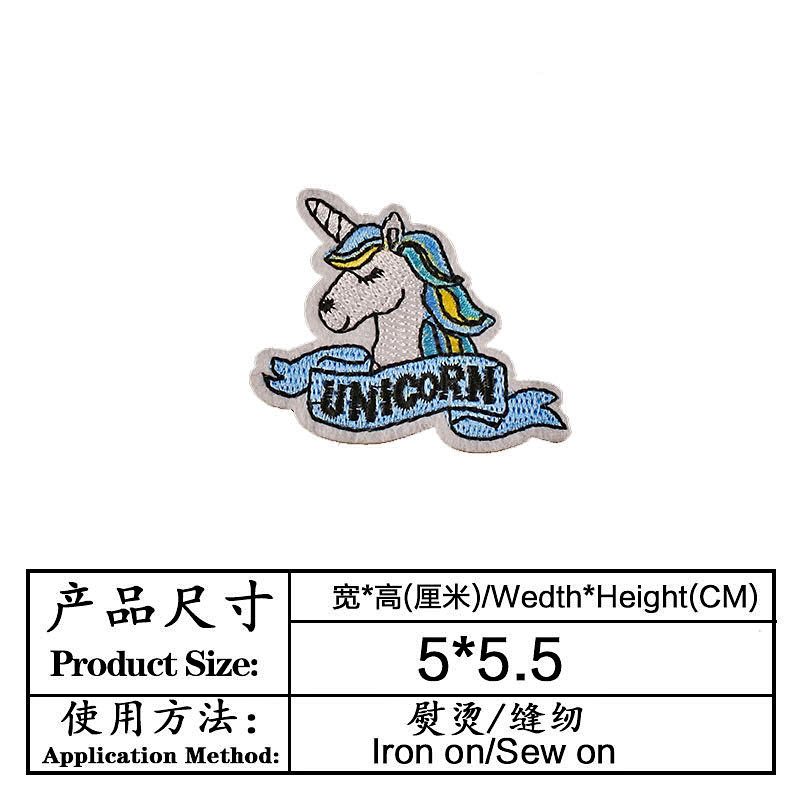 UNICORN
产品尺寸
Product Size:
宽*高(厘米)/Wedth*Height(CM)
5*5.5
使用方法：
Application Method:
熨烫/缝纫
Iron on/Sew on